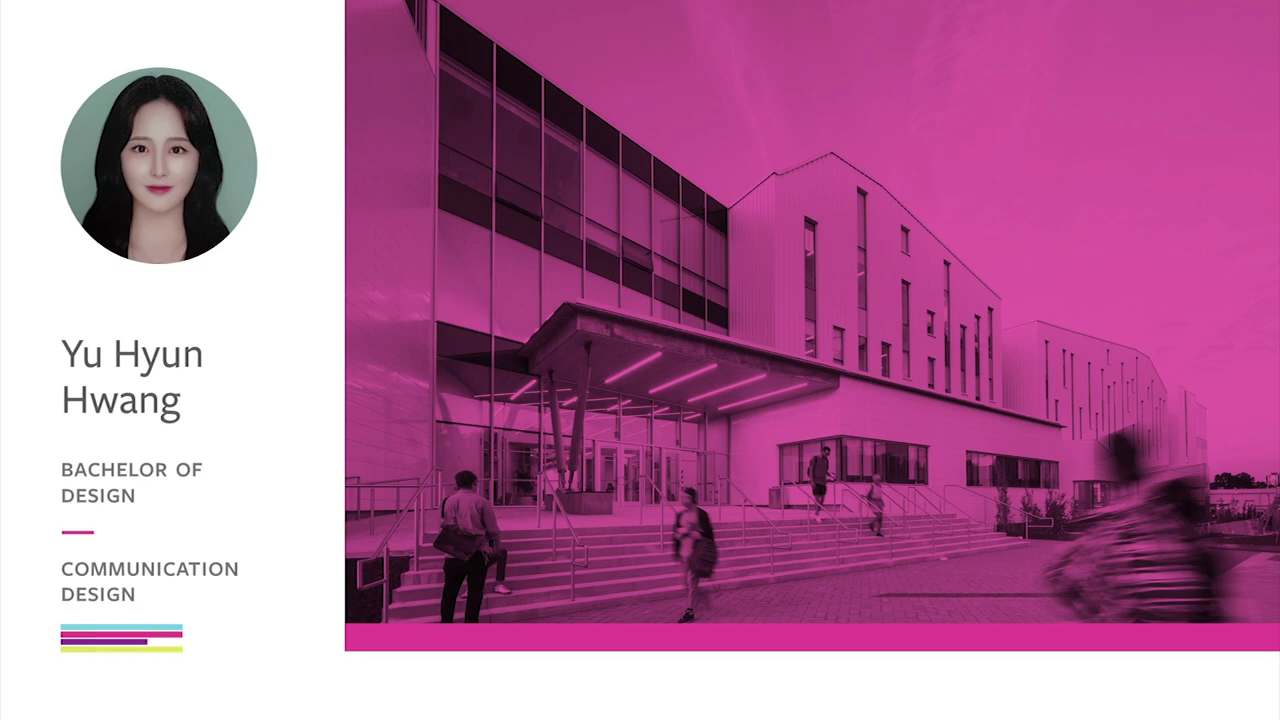 Yu Hyun
Hwang
BACHELOR OF
DESIGN
COMMUNICATION
DESIGN